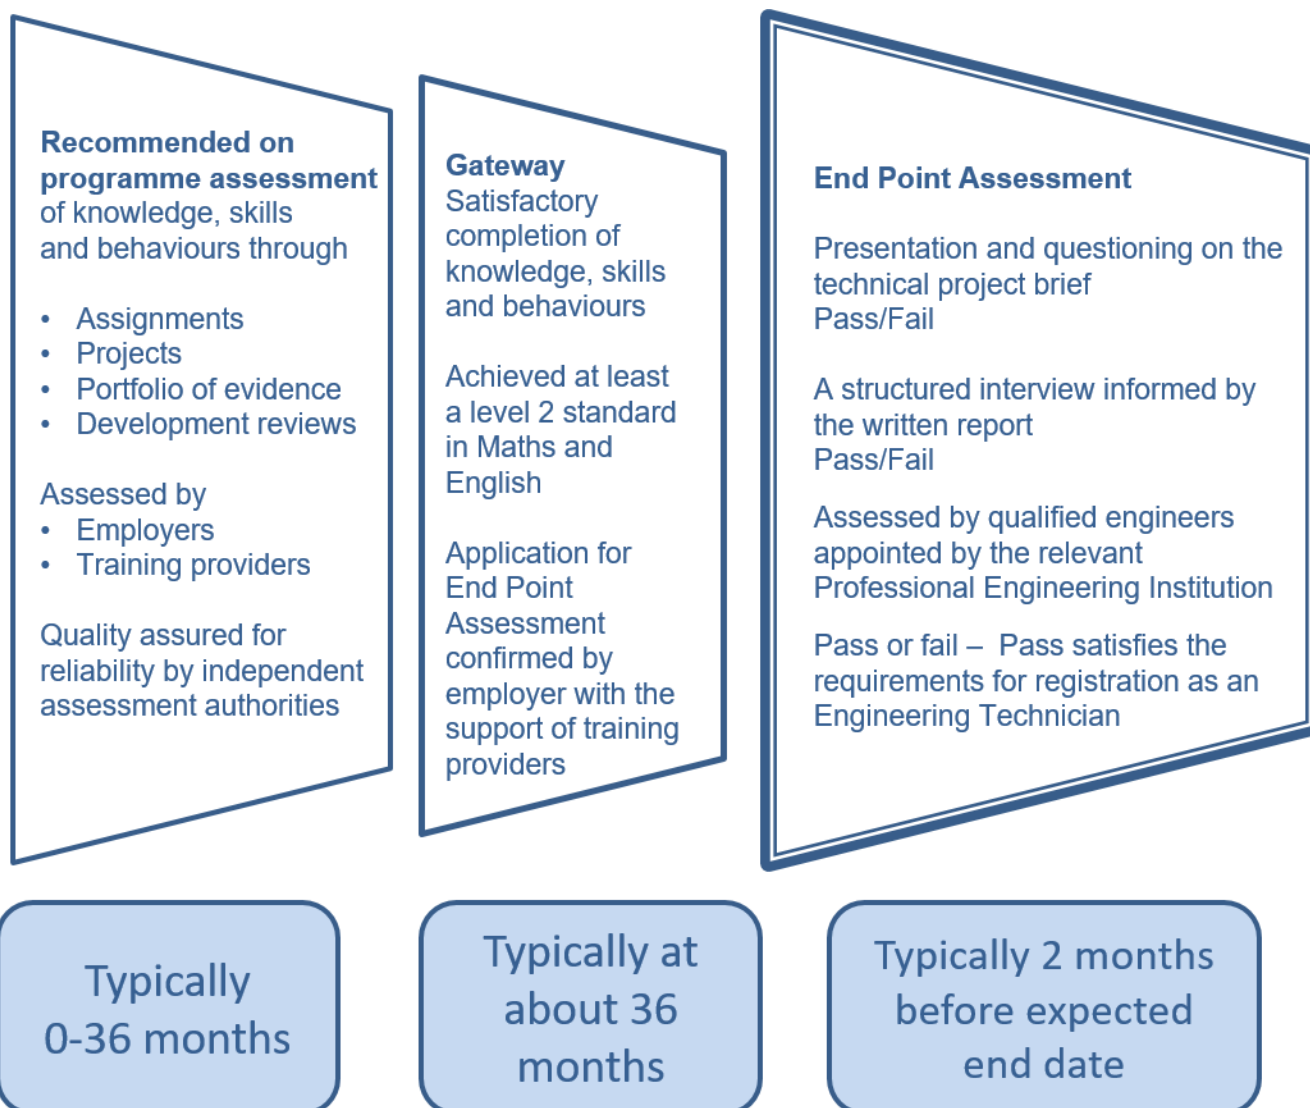 Recommended on
programme assessment
of knowledge, skills
and behaviours through
• Assignments
• Projects
• Portfolio of evidence
• Development reviews
Assessed by
• Employers
• Training providers
Quality assured for
reliability by independent
assessment authorities
Gateway
Satisfactory
completion of
knowledge, skills
and behaviours
Achieved at least
a level 2 standard
in Maths and
English
Application for
End Point
Assessment
confirmed by
employer with the
support of training
providers
End Point Assessment
Presentation and questioning on the
technical project brief
Pass/Fail
A structured interview informed by
the written report
Pass/Fail
Assessed by qualified engineers
appointed by the relevant
Professional Engineering Institution
Pass or fail – Pass satisfies the
requirements for registration as an
Engineering Technician
Typically
0-36 months
Typically at
about 36
months
Typically 2 months
before expected
end date